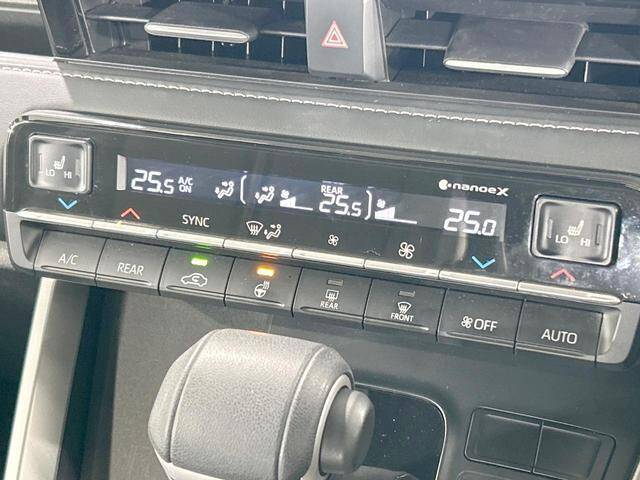 LO HI
25.5 A/C ON REAR 25.5 nanoeX 25.0
LO HI
SYNC
A/C REAR REAR FRONT OFF AUTO